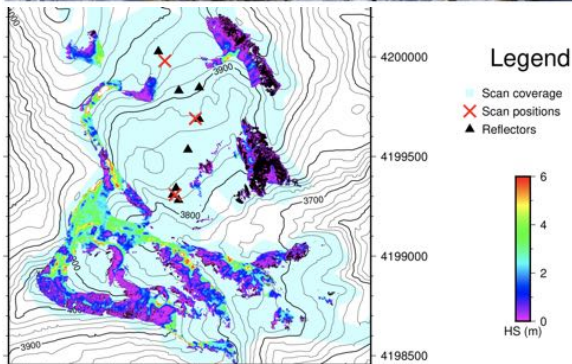 4200000
Legend
3900
Scan coverage
Scan positions
Reflectors
4199500
6
3700
4
3800
4199000
2
0
HS (m)
3900
4198500